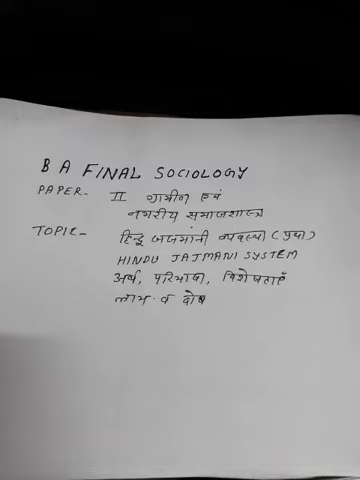 B A FINAL SOCIOLOGY
PAPER- II ग्रामीण एवं
नगरीय समाजशास्त्र
TOPIC- हिन्दू जजमानी व्यवस्था (प्रथा)
HINDU JAJMANI SYSTEM
अर्थ, परिभाषा, विशेषताएं
लाभ व दोष